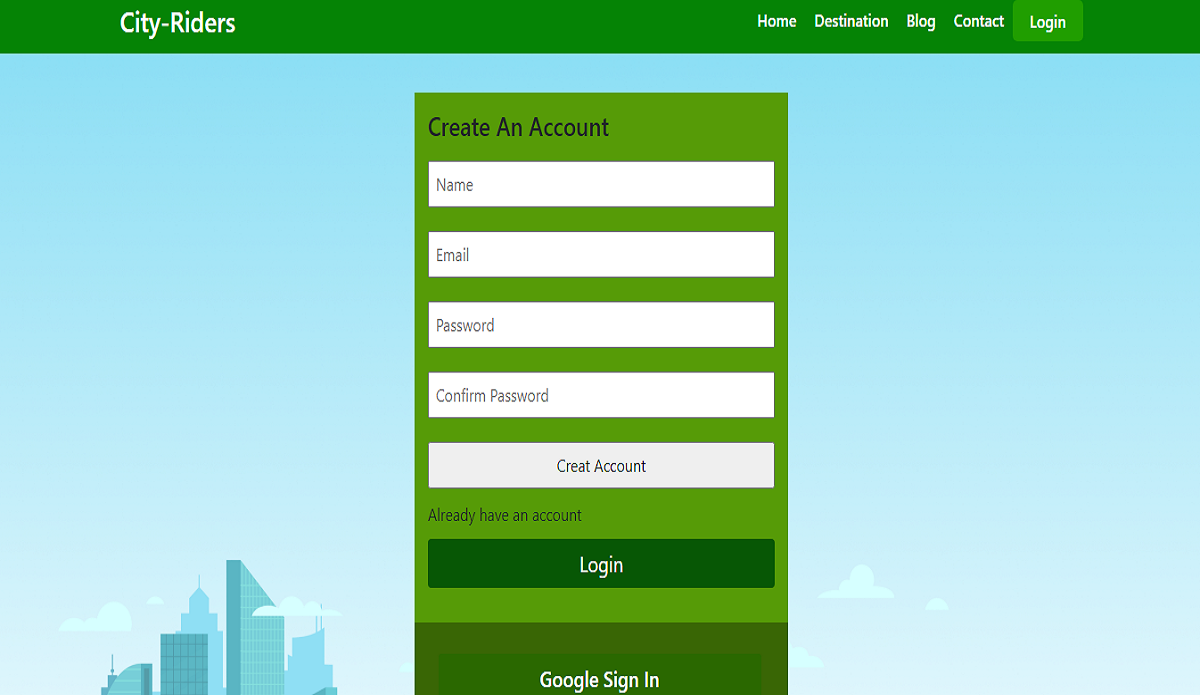 City-Riders
Home Destination Blog Contact Login
Create An Account
Name
Email
Password
Confirm Password
Creat Account
Already have an account
Login
Google Sign In